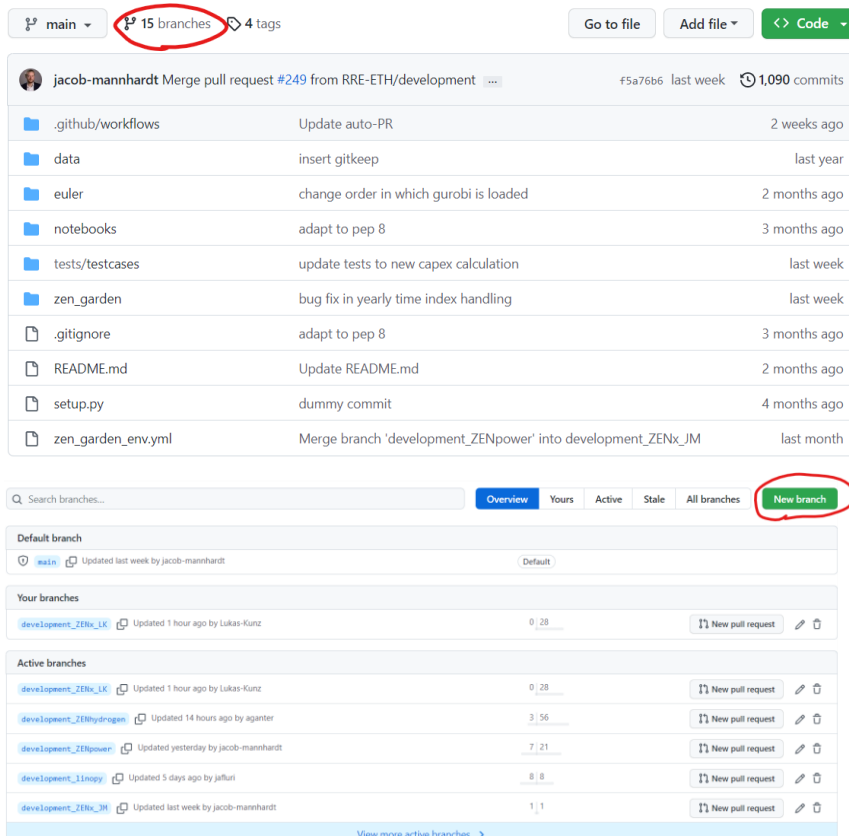 main 15 branches 4 tags Go to file Add file Code
jacob-mannhardt Merge pull request #249 from RRE-ETH/development ... f5a76b6 last week 1,090 commits
.github/workflows Update auto-PR 2 weeks ago
data insert gitkeep last year
euler change order in which gurobi is loaded 2 months ago
notebooks adapt to pep 8 3 months ago
tests/testcases update tests to new capex calculation last week
zen_garden bug fix in yearly time index handling last week
.gitignore adapt to pep 8 3 months ago
README.md Update README.md 2 months ago
setup.py dummy commit 4 months ago
zen_garden_env.yml Merge branch 'development_ZENpower' into development_ZENx_JM last month
Search branches... Overview Yours Active Stale All branches New branch
Default branch
main Updated last week by jacob-mannhardt Default
Your branches
development_ZENx_LK Updated 1 hour ago by Lukas-Kunz 0 28 New pull request
Active branches
development_ZENx_LK Updated 1 hour ago by Lukas-Kunz 0 28 New pull request
development_ZENhydrogen Updated 14 hours ago by aganter 3 56 New pull request
development_ZENpower Updated yesterday by jacob-mannhardt 7 21 New pull request
development_linopy Updated 5 days ago by jafluri 8 8 New pull request
development_ZENx_JM Updated last week by jacob-mannhardt 1 1 New pull request
View more active branches